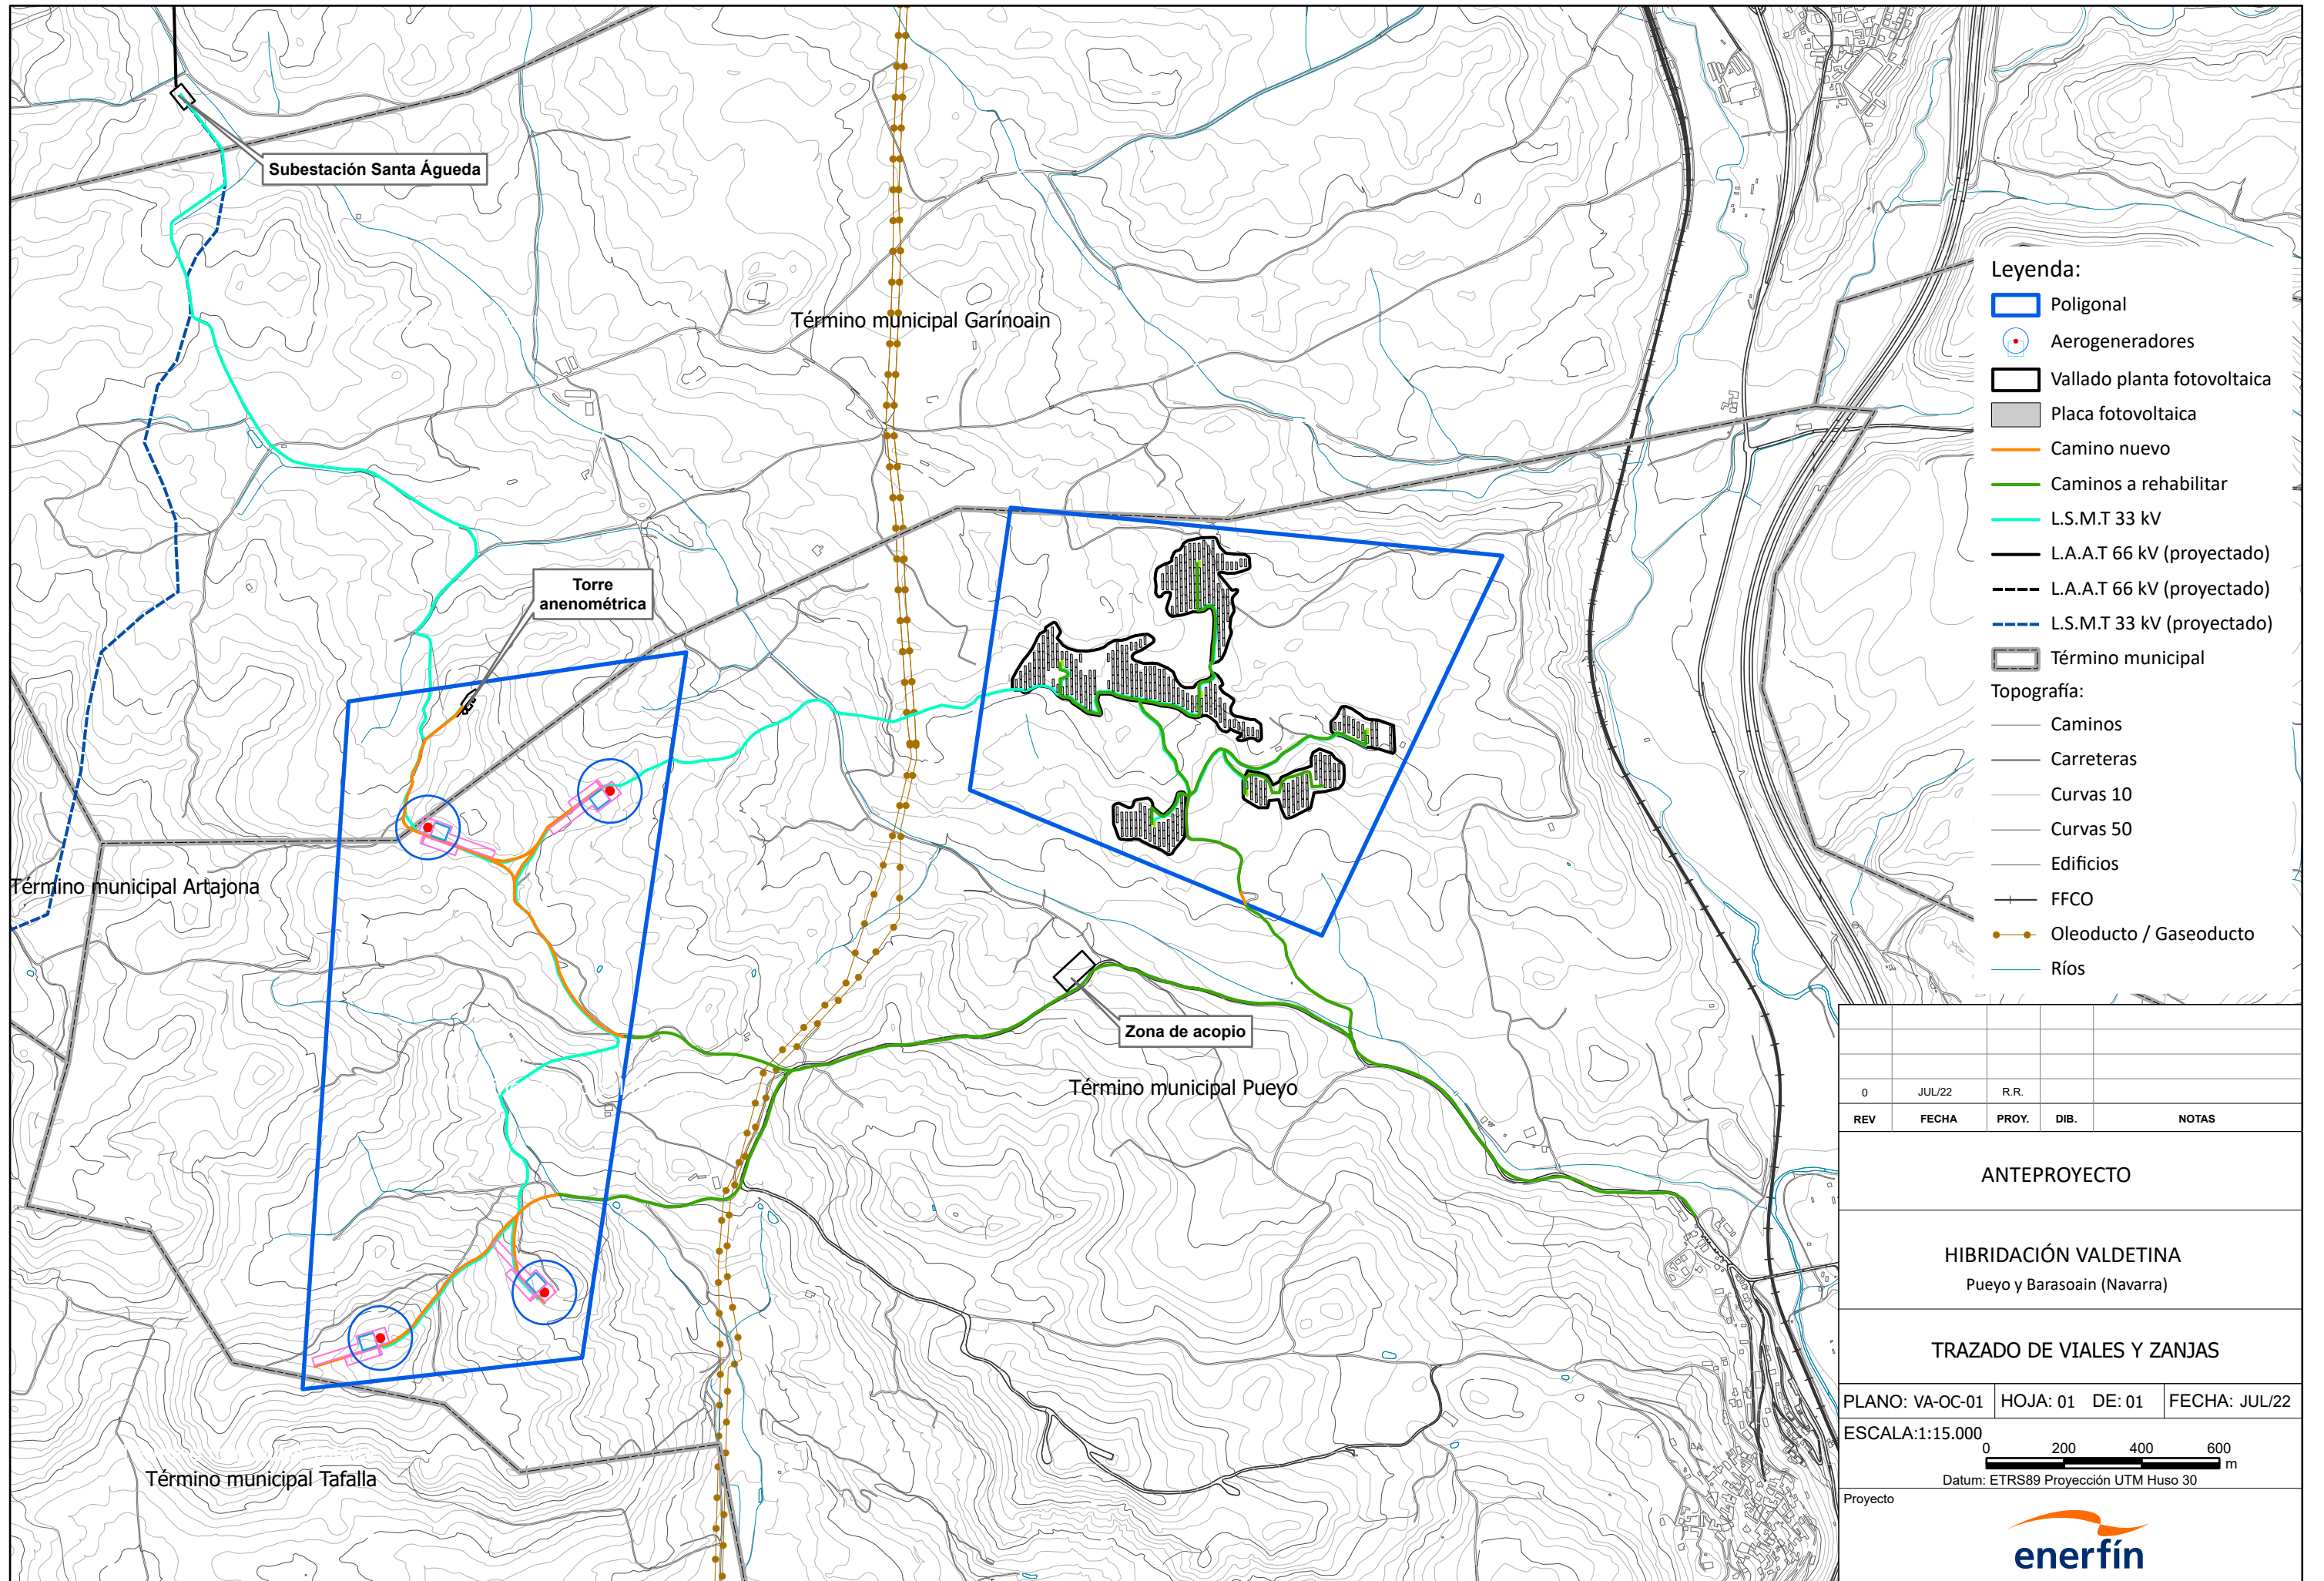 Subestación Santa Águeda
Término municipal Garínoain
Torre
anenométrica
Término municipal Artajona
Zona de acopio
Término municipal Pueyo
Término municipal Tafalla
Leyenda:
Poligonal
Aerogeneradores
Vallado planta fotovoltaica
Placa fotovoltaica
Camino nuevo
Caminos a rehabilitar
L.S.M.T 33 kV
L.A.A.T 66 kV (proyectado)
L.A.A.T 66 kV (proyectado)
L.S.M.T 33 kV (proyectado)
Término municipal
Topografía:
Caminos
Carreteras
Curvas 10
Curvas 50
Edificios
FFCO
Oleoducto / Gaseoducto
Ríos
0 JUL/22 R.R.
REV FECHA PROY. DIB. NOTAS
ANTEPROYECTO
HIBRIDACIÓN VALDETINA
Pueyo y Barasoain (Navarra)
TRAZADO DE VIALES Y ZANJAS
PLANO: VA-OC-01 HOJA: 01 DE: 01 FECHA: JUL/22
ESCALA:1:15.000
0 200 400 600
m
Datum: ETRS89 Proyección UTM Huso 30
Proyecto
enerfín